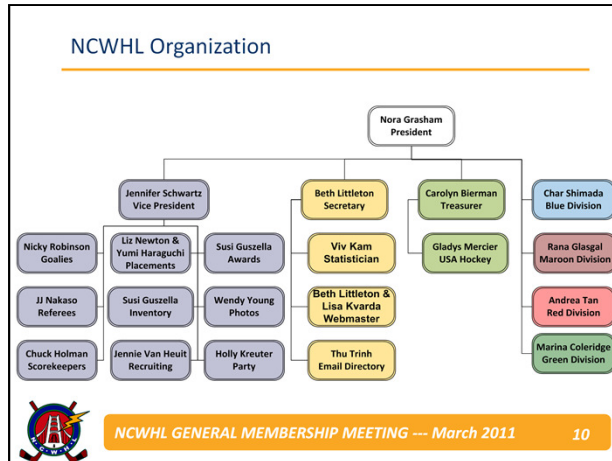 NCWHL Organization
Nora Grasham
President
Jennifer Schwartz
Vice President
Beth Littleton
Secretary
Carolyn Bierman
Treasurer
Char Shimada
Blue Division
Nicky Robinson
Goalies
Liz Newton &
Yumi Haraguchi
Placements
Susi Guszella
Awards
Viv Kam
Statistician
Gladys Mercier
USA Hockey
Rana Glasgal
Maroon Division
JJ Nakaso
Referees
Susi Guszella
Inventory
Wendy Young
Photos
Beth Littleton &
Lisa Kvarda
Webmaster
Andrea Tan
Red Division
Chuck Holman
Scorekeepers
Jennie Van Heuit
Recruiting
Holly Kreuter
Party
Thu Trinh
Email Directory
Marina Coleridge
Green Division
N C W H L
NCWHL GENERAL MEMBERSHIP MEETING --- March 2011
10